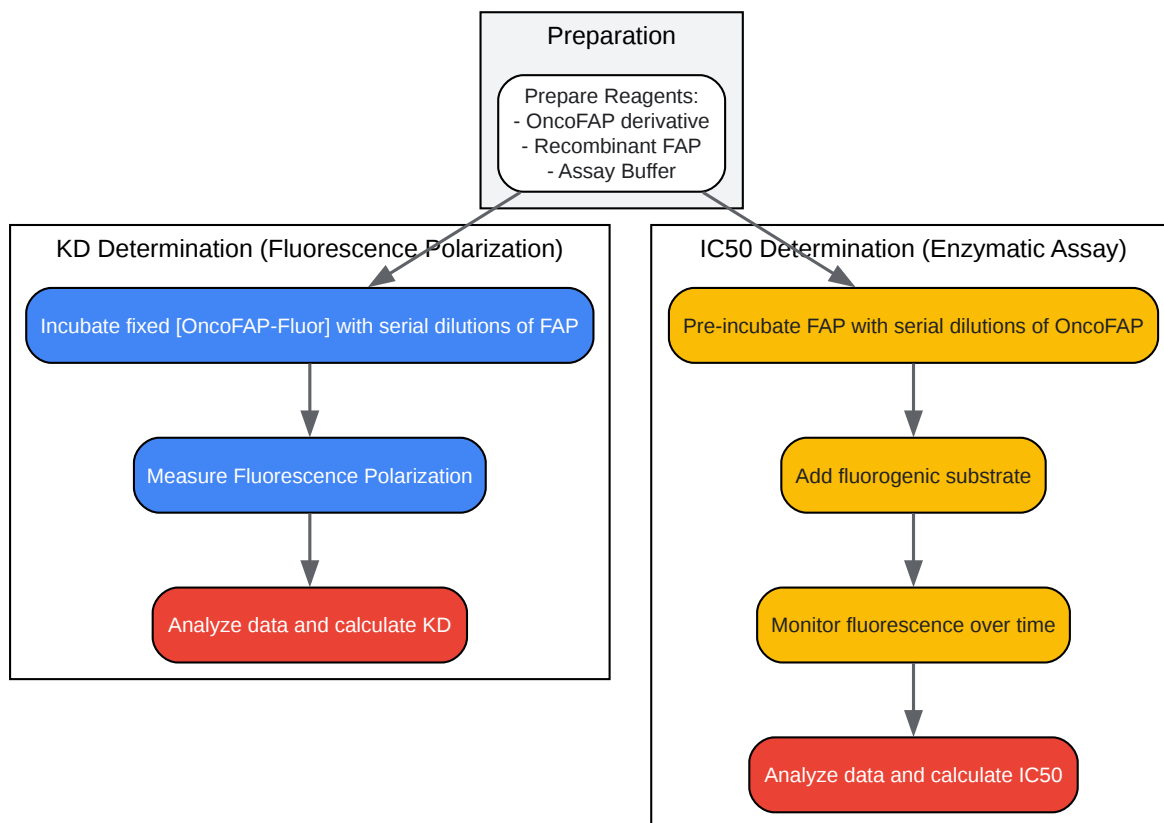 Preparation
Prepare Reagents:
- OncoFAP derivative
- Recombinant FAP
- Assay Buffer
KD Determination (Fluorescence Polarization)
Incubate fixed [OncoFAP-Fluor] with serial dilutions of FAP
Measure Fluorescence Polarization
Analyze data and calculate KD
IC50 Determination (Enzymatic Assay)
Pre-incubate FAP with serial dilutions of OncoFAP
Add fluorogenic substrate
Monitor fluorescence over time
Analyze data and calculate IC50